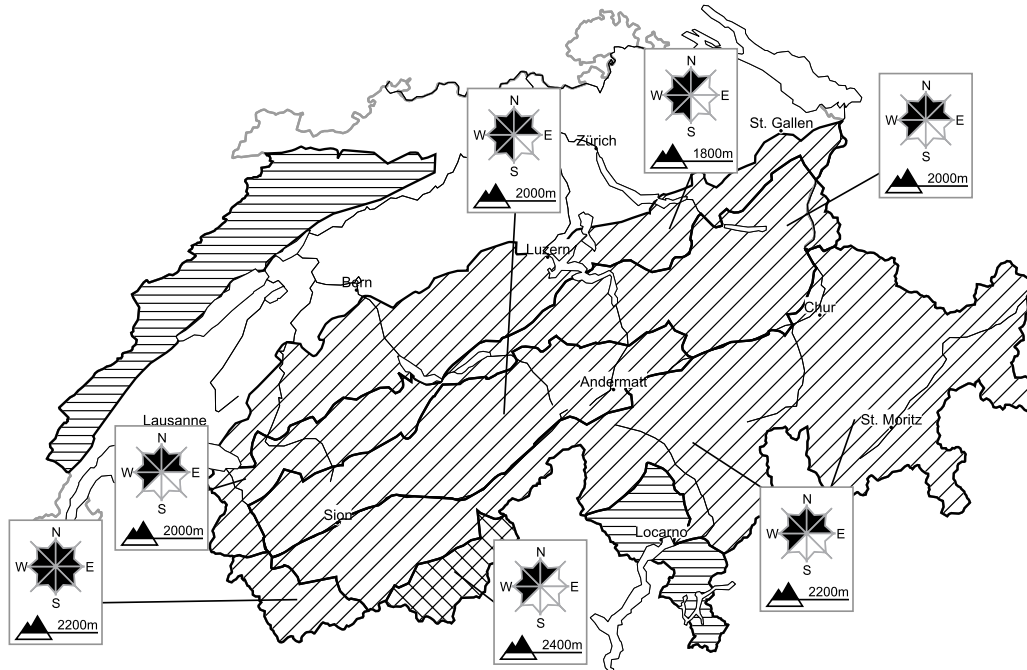 N
W E
S
1800m
N
W E
S
2000m
N
W E
S
2000m
St. Gallen
Zürich
Luzern
Bern
Chur
Andermatt
St. Moritz
Lausanne
N
W E
S
2000m
Sion
Locarno
N
W E
S
2200m
N
W E
S
2200m
N
W E
S
2400m